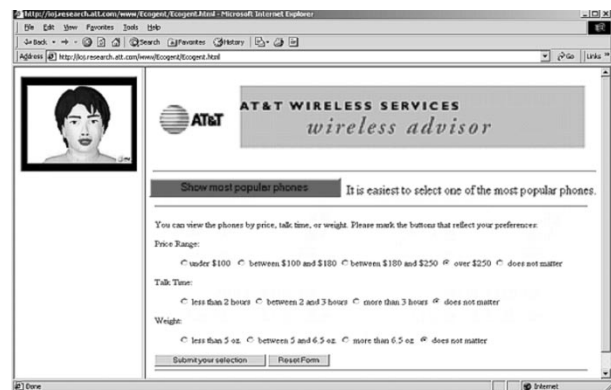 http://ioj.research.att.com/www/Ecogent/Ecogent.html - Microsoft Internet Explorer
File Edit View Favorites Tools Help
Back Search Favorites History
Address http://ioj.research.att.com/www/Ecogent/Ecogent.html Go Links
AT&T
AT&T WIRELESS SERVICES
wireless advisor
Show most popular phones It is easiest to select one of the most popular phones.
You can view the phones by price, talk time, or weight. Please mark the buttons that reflect your preferences:
Price Range:
under $100 between $100 and $180 between $180 and $250 over $250 does not matter
Talk Time:
less than 2 hours between 2 and 3 hours more than 3 hours does not matter
Weight:
less than 5 oz. between 5 and 6.5 oz. more than 6.5 oz. does not matter
Submit your selection Reset Form
Done Internet